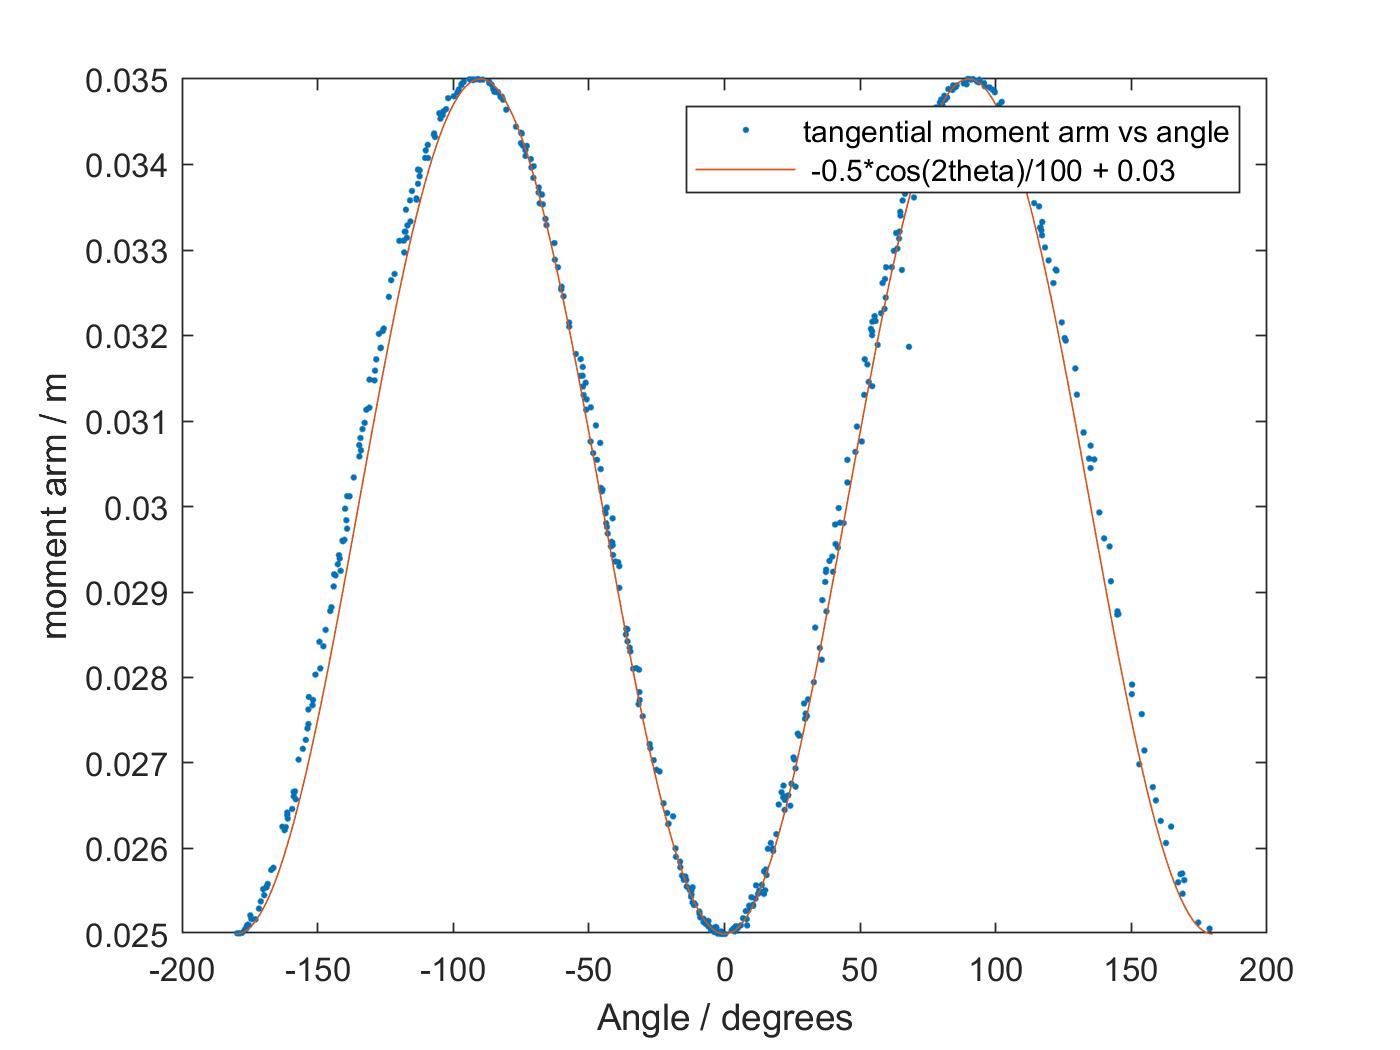 0.035
0.034
0.033
0.032
0.031
0.03
0.029
0.028
0.027
0.026
0.025
moment arm / m
tangential moment arm vs angle
-0.5*cos(2theta)/100 + 0.03
-200 -150 -100 -50 0 50 100 150 200
Angle / degrees